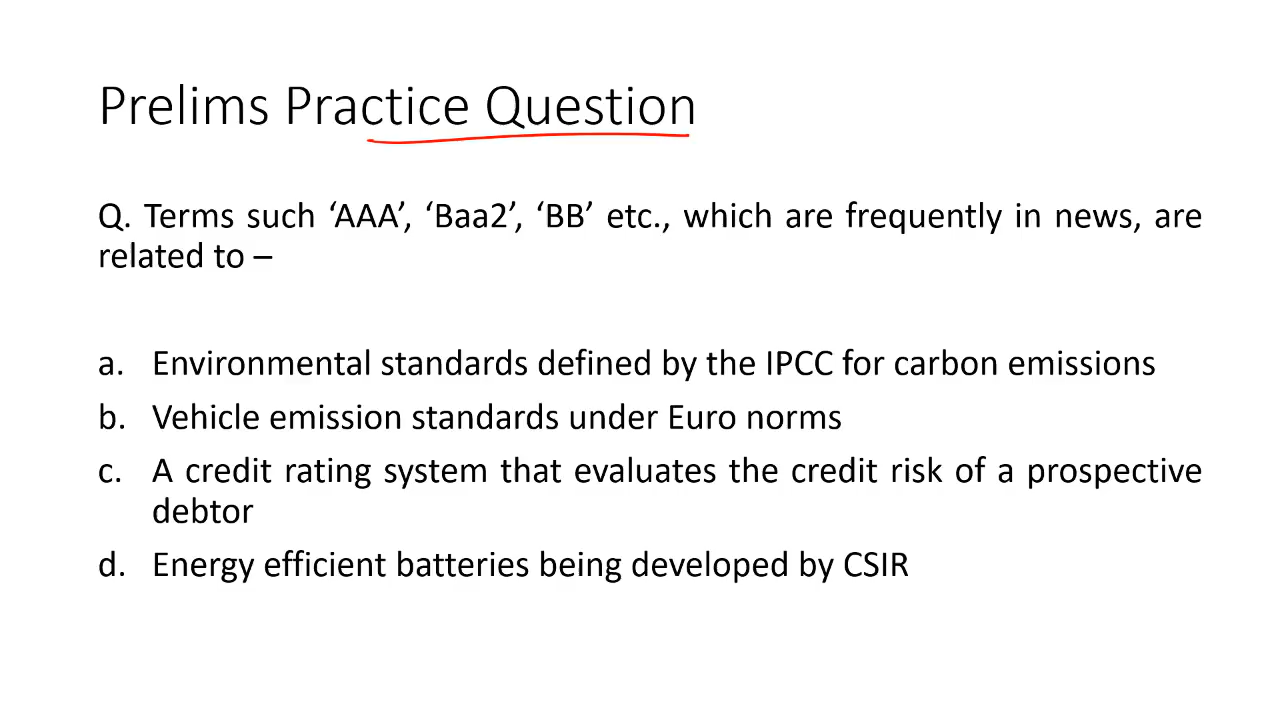 Prelims Practice Question
Q. Terms such ‘AAA’, ‘Baa2’, ‘BB’ etc., which are frequently in news, are
related to –
a. Environmental standards defined by the IPCC for carbon emissions
b. Vehicle emission standards under Euro norms
c. A credit rating system that evaluates the credit risk of a prospective
debtor
d. Energy efficient batteries being developed by CSIR